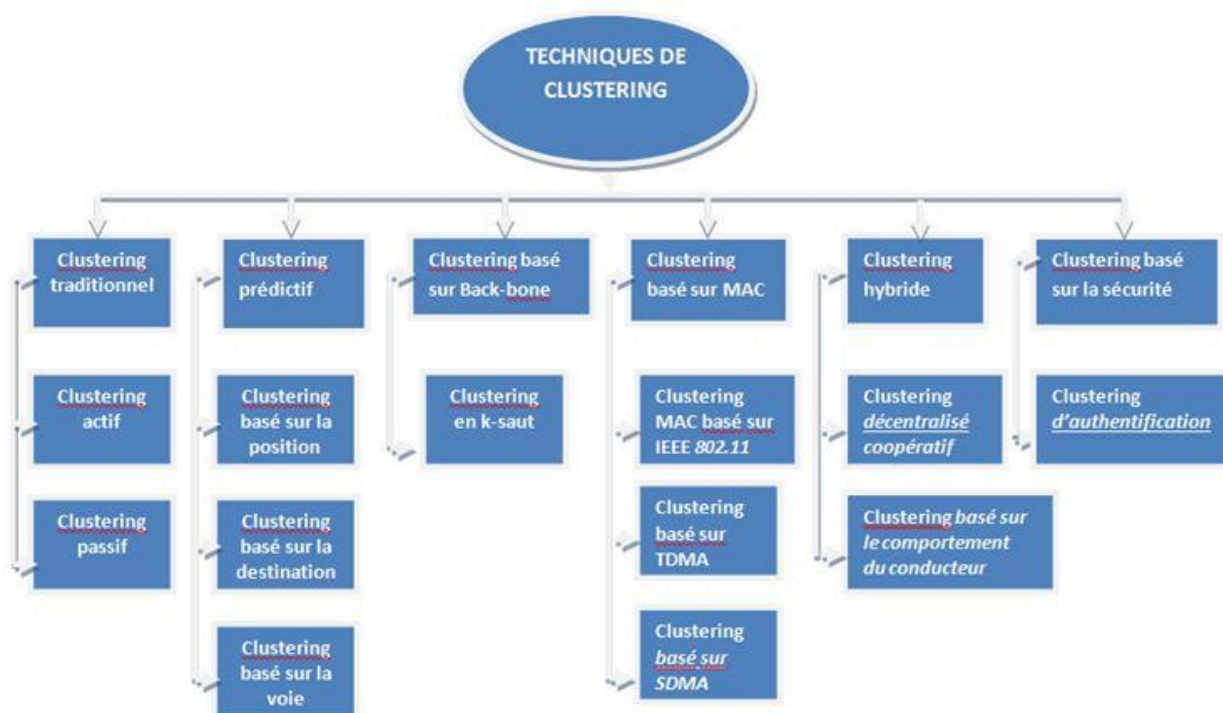 TECHNIQUES DE
CLUSTERING
Clustering
traditionnel
Clustering
actif
Clustering
passif
Clustering
prédictif
Clustering
basé sur la
position
Clustering
basé sur la
destination
Clustering
basé sur la
voie
Clustering basé
sur Back-bone
Clustering
en k-saut
Clustering
basé sur MAC
Clustering
MAC basé sur
IEEE 802.11
Clustering
basé sur
TDMA
Clustering
basé sur
SDMA
Clustering
hybride
Clustering
décentralisé
coopératif
Clustering basé sur
le comportement
du conducteur
Clustering basé
sur la sécurité
Clustering
d’authentification